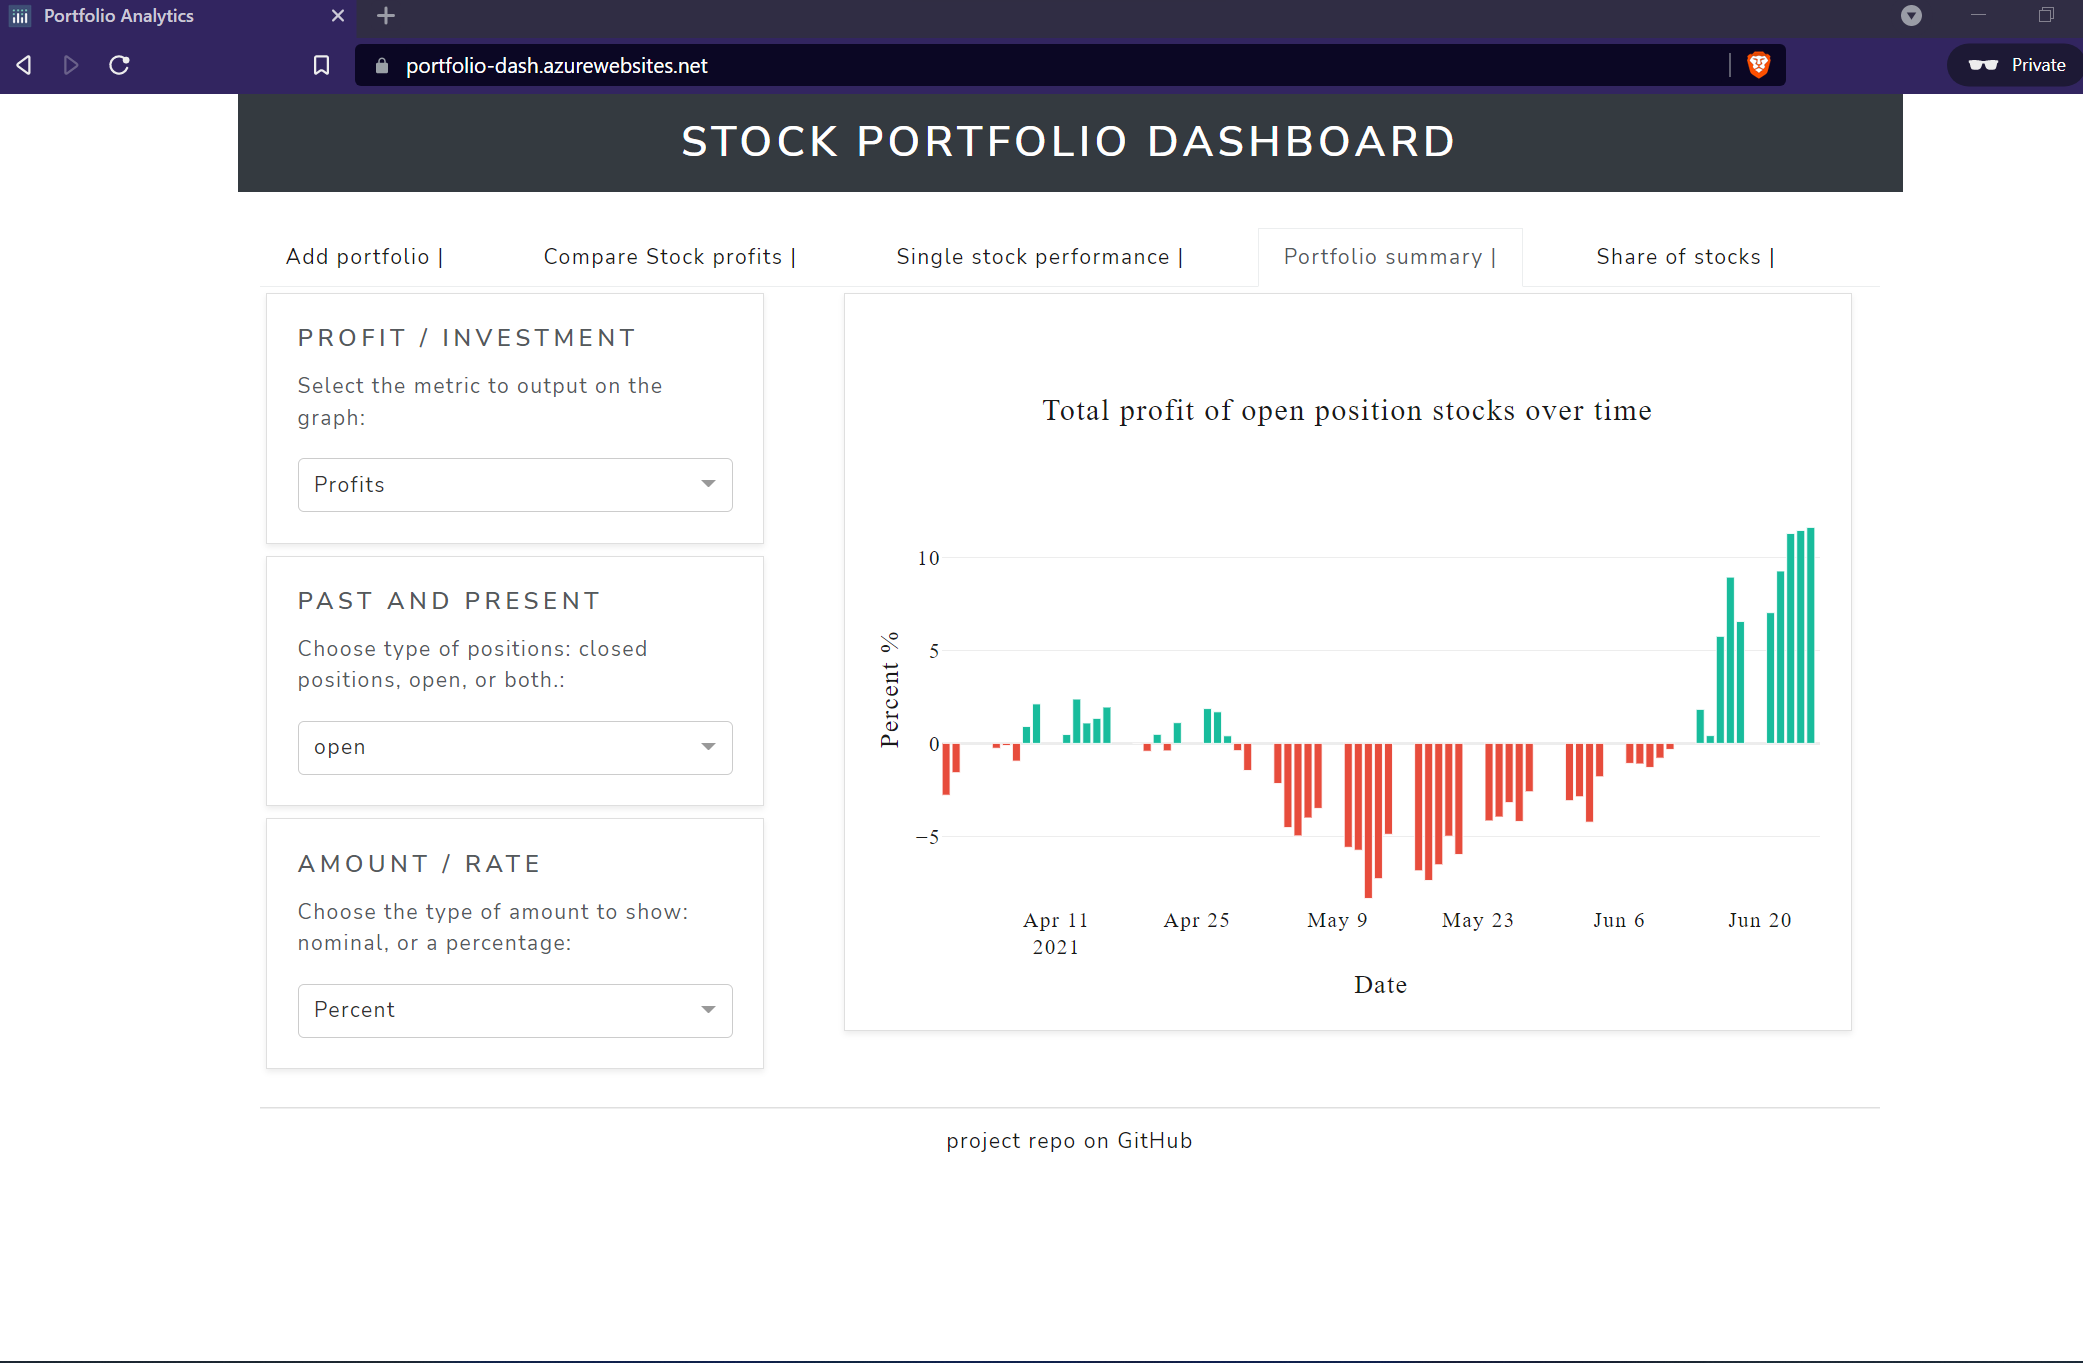 Portfolio Analytics
portfolio-dash.azurewebsites.net
Private
STOCK PORTFOLIO DASHBOARD
Add portfolio |
Compare Stock profits |
Single stock performance |
Portfolio summary |
Share of stocks |
PROFIT / INVESTMENT
Select the metric to output on the
graph:
Profits
PAST AND PRESENT
Choose type of positions: closed
positions, open, or both.:
open
AMOUNT / RATE
Choose the type of amount to show:
nominal, or a percentage:
Percent
Total profit of open position stocks over time
Percent %
10
5
0
−5
Apr 11
2021
Apr 25
May 9
May 23
Jun 6
Jun 20
Date
project repo on GitHub